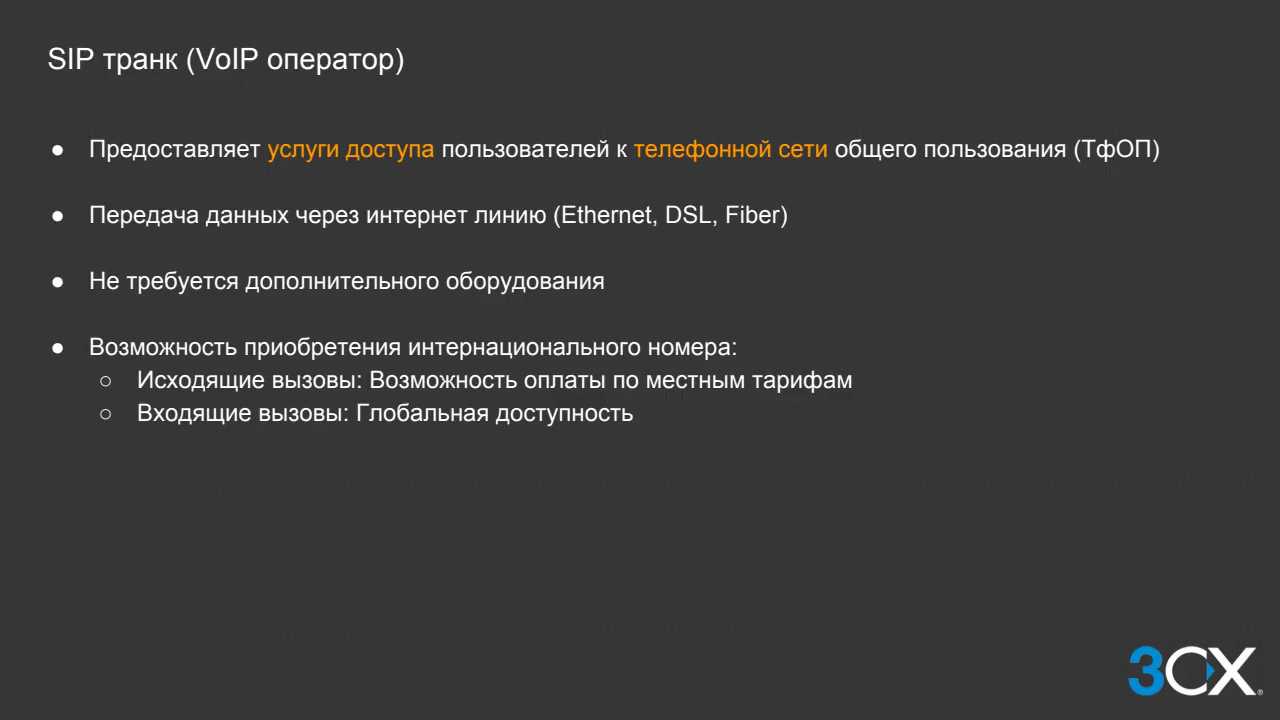 SIP транк (VoIP оператор)
● Предоставляет услуги доступа пользователей к телефонной сети общего пользования (ТфОП)
● Передача данных через интернет линию (Ethernet, DSL, Fiber)
● Не требуется дополнительного оборудования
● Возможность приобретения интернационального номера:
○ Исходящие вызовы: Возможность оплаты по местным тарифам
○ Входящие вызовы: Глобальная доступность
3CX®